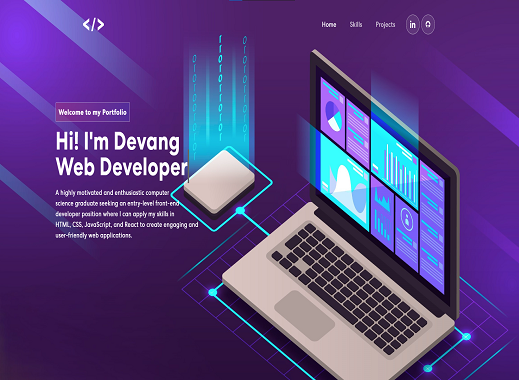 </>
Home Skills Projects in
Welcome to my Portfolio
Hi! I'm Devang
Web Developer
A highly motivated and enthusiastic computer
science graduate seeking an entry-level front-end
developer position where I can apply my skills in
HTML, CSS, JavaScript, and React to create engaging and
user-friendly web applications.